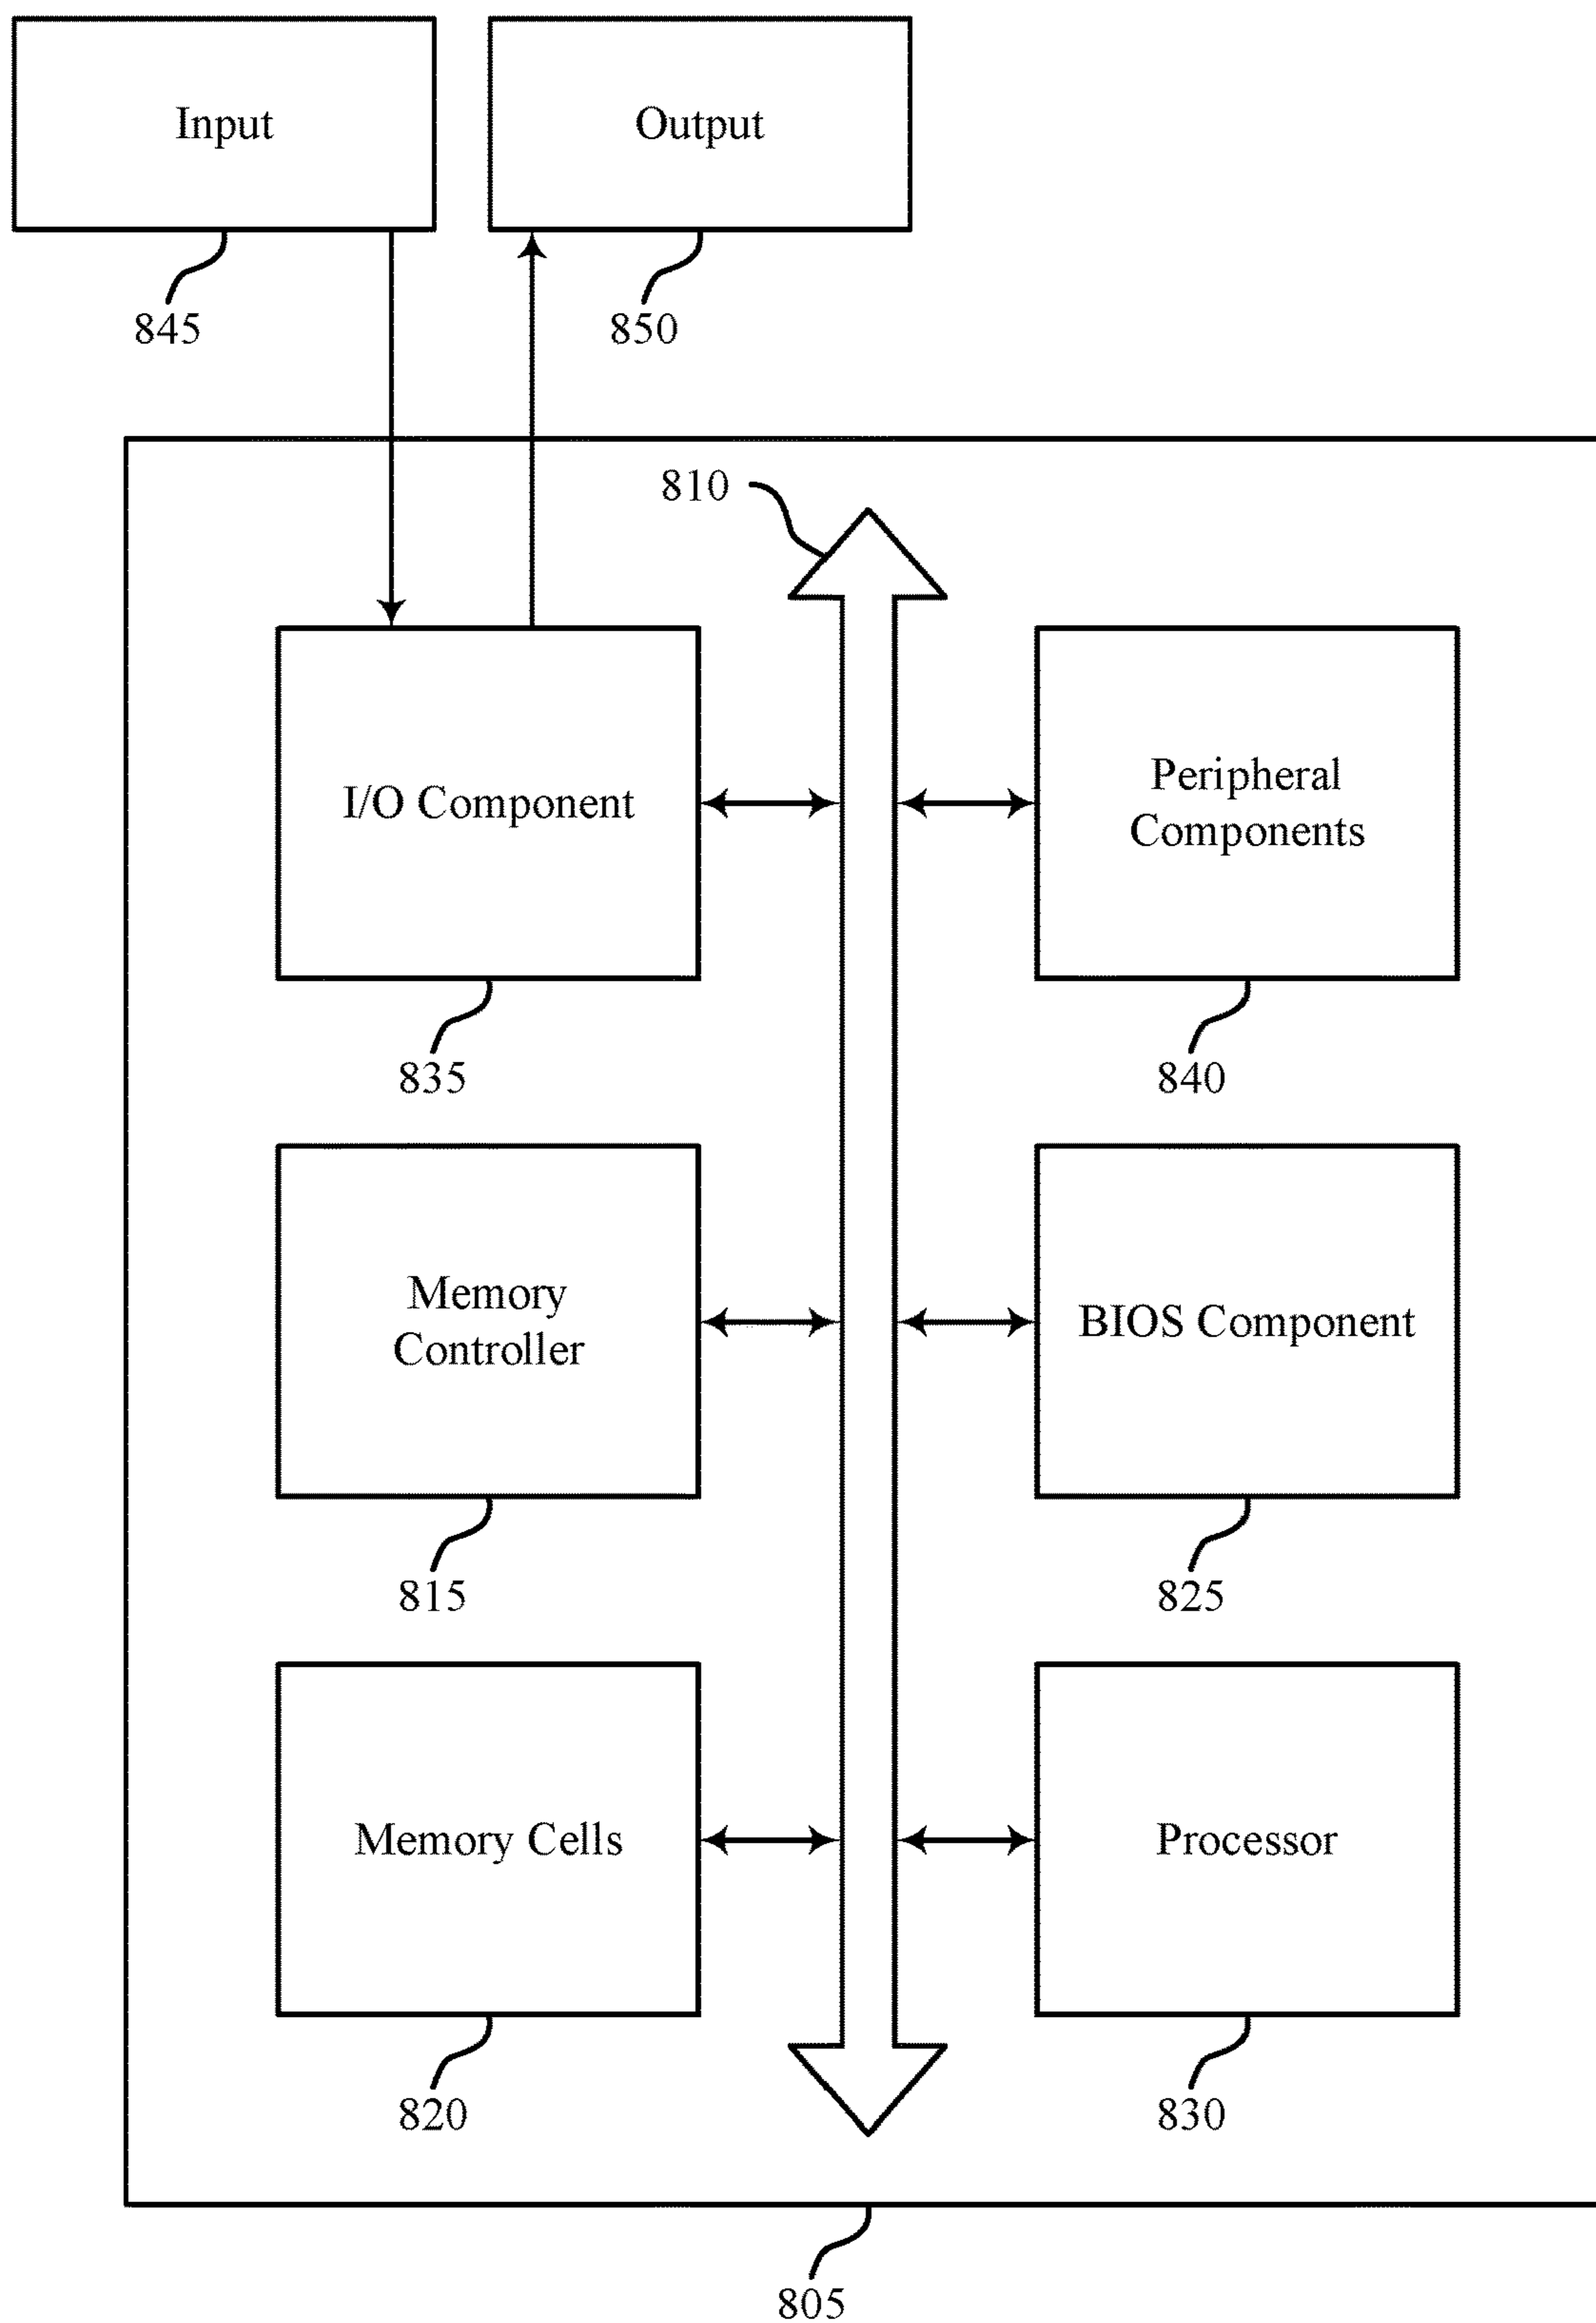 Input
Output
845
850
810
I/O Component
Peripheral
Components
835
840
Memory
Controller
BIOS Component
815
825
Memory Cells
Processor
820
830
805